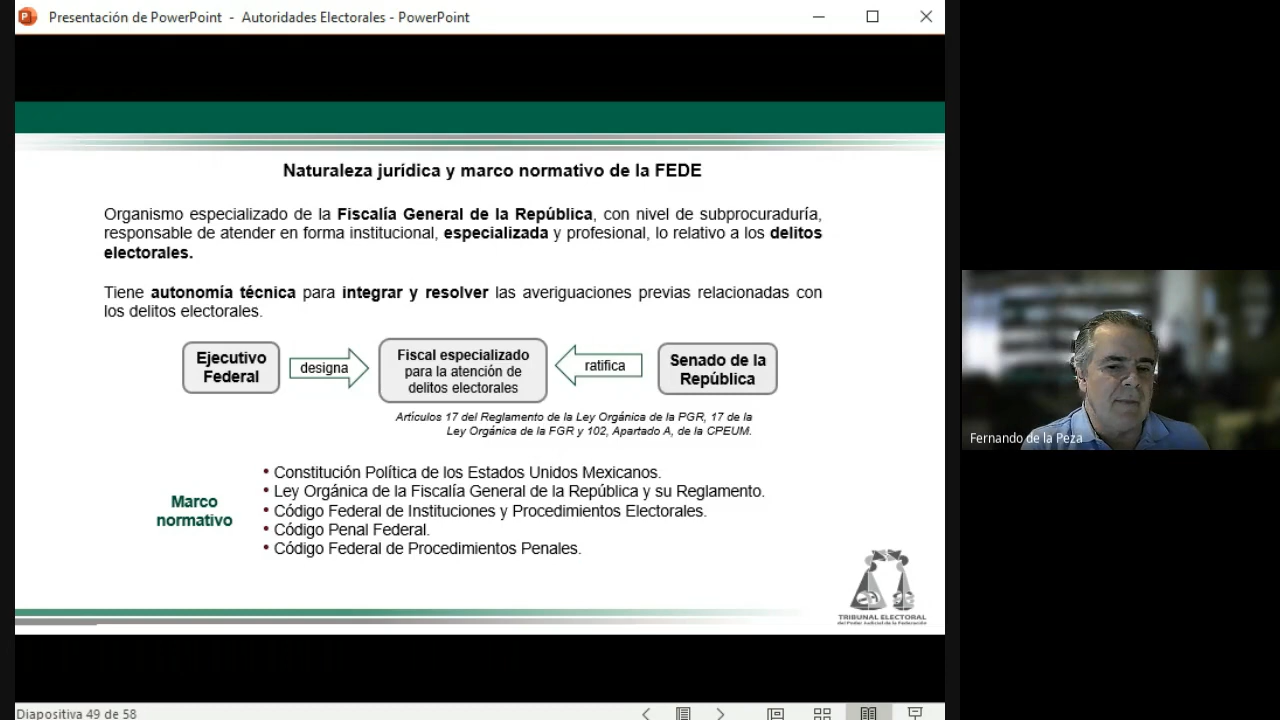 Presentación de PowerPoint - Autoridades Electorales - PowerPoint
Naturaleza jurídica y marco normativo de la FEDE
Organismo especializado de la Fiscalía General de la República, con nivel de subprocuraduría,
responsable de atender en forma institucional, especializada y profesional, lo relativo a los delitos
electorales.
Tiene autonomía técnica para integrar y resolver las averiguaciones previas relacionadas con
los delitos electorales.
Ejecutivo
Federal
designa
Fiscal especializado
para la atención de
delitos electorales
ratifica
Senado de la
República
Artículos 17 del Reglamento de la Ley Orgánica de la PGR, 17 de la
Ley Orgánica de la FGR y 102, Apartado A, de la CPEUM.
Marco
normativo
• Constitución Política de los Estados Unidos Mexicanos.
• Ley Orgánica de la Fiscalía General de la República y su Reglamento.
• Código Federal de Instituciones y Procedimientos Electorales.
• Código Penal Federal.
• Código Federal de Procedimientos Penales.
TRIBUNAL ELECTORAL
del Poder Judicial de la Federación
Fernando de la Peza
Diapositiva 49 de 58